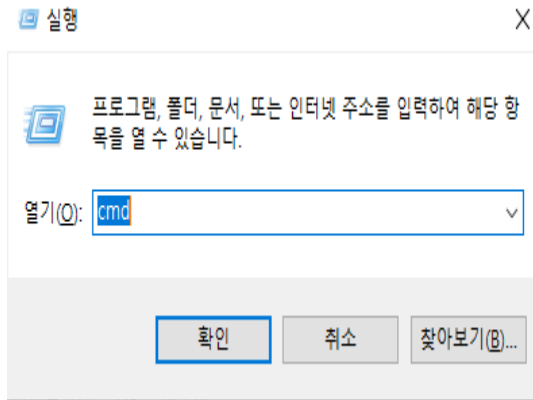 실행
프로그램, 폴더, 문서, 또는 인터넷 주소를 입력하여 해당 항
목을 열 수 있습니다.
열기(O): cmd
확인 취소 찾아보기(B)...